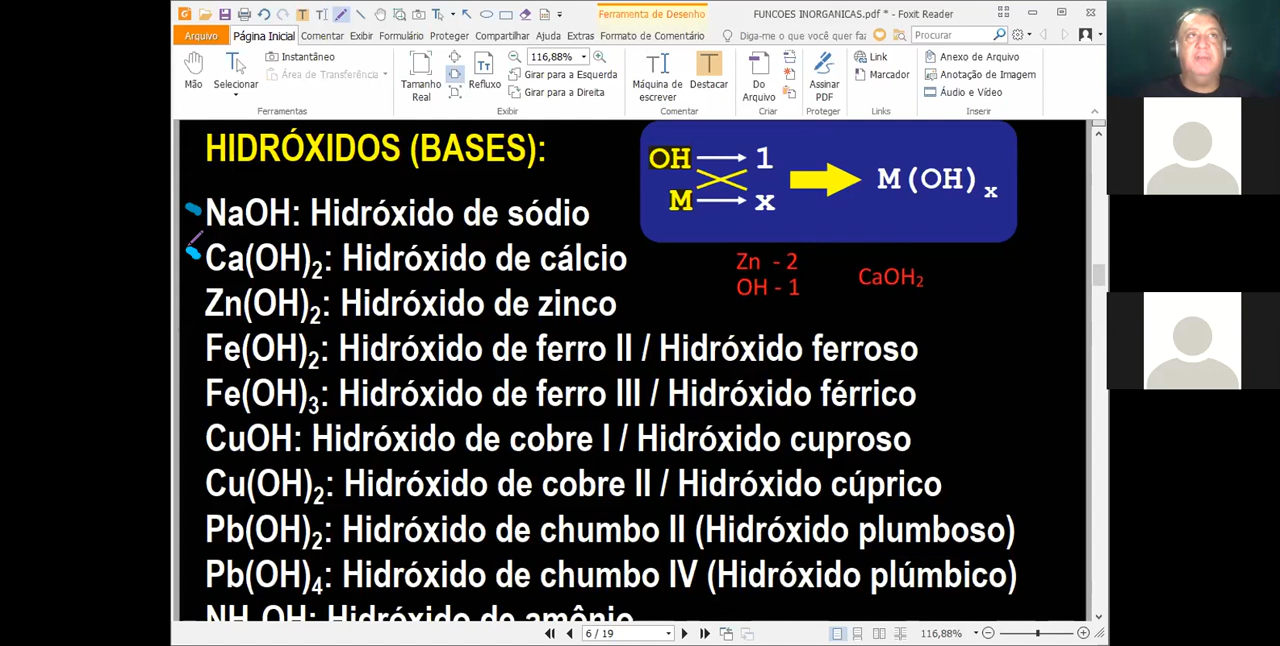 Ferramenta de Desenho
FUNCOES INORGANICAS.pdf * - Foxit Reader
Arquivo Página Inicial Comentar Exibir Formulário Proteger Compartilhar Ajuda Extras Formato de Comentário Diga-me o que você quer faz Procurar
Mão
Selecionar
Instantâneo
Área de Transferência
Ferramentas
Tamanho Real
Refluxo
116,88%
Girar para a Esquerda
Girar para a Direita
Exibir
Máquina de escrever
Destacar
Comentar
Do Arquivo
Criar
Assinar PDF
Proteger
Link
Marcador
Links
Anexo de Arquivo
Anotação de Imagem
Áudio e Vídeo
Inserir
HIDRÓXIDOS (BASES):
OH 1
M x
M(OH)x
NaOH: Hidróxido de sódio
Ca(OH)2: Hidróxido de cálcio
Zn - 2
OH - 1
CaOH2
Zn(OH)2: Hidróxido de zinco
Fe(OH)2: Hidróxido de ferro II / Hidróxido ferroso
Fe(OH)3: Hidróxido de ferro III / Hidróxido férrico
CuOH: Hidróxido de cobre I / Hidróxido cuproso
Cu(OH)2: Hidróxido de cobre II / Hidróxido cúprico
Pb(OH)2: Hidróxido de chumbo II (Hidróxido plumboso)
Pb(OH)4: Hidróxido de chumbo IV (Hidróxido plúmbico)
NH4OH: Hidróxido de amônio
6 / 19
116,88%